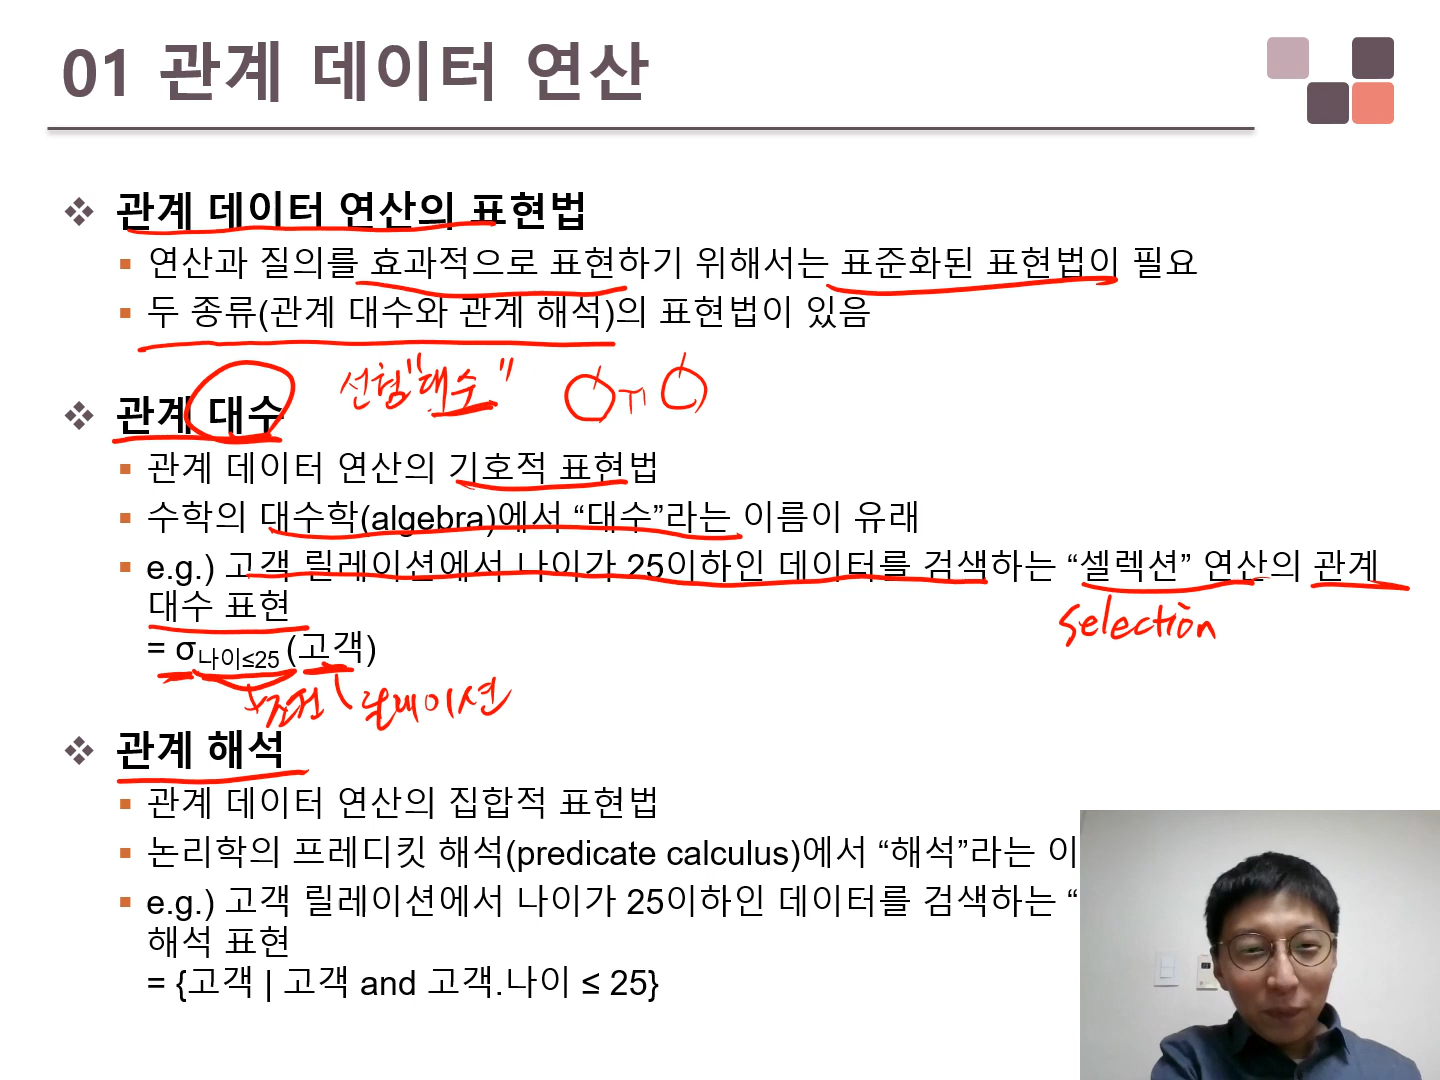 01 관계 데이터 연산
❖ 관계 데이터 연산의 표현법
▪ 연산과 질의를 효과적으로 표현하기 위해서는 표준화된 표현법이 필요
▪ 두 종류(관계 대수와 관계 해석)의 표현법이 있음
선형 "대수"
❖ 관계 대수
▪ 관계 데이터 연산의 기호적 표현법
▪ 수학의 대수학(algebra)에서 “대수”라는 이름이 유래
▪ e.g.) 고객 릴레이션에서 나이가 25이하인 데이터를 검색하는 “셀렉션” 연산의 관계
대수 표현
selection
= σ나이≤25 (고객)
조건 릴레이션
❖ 관계 해석
▪ 관계 데이터 연산의 집합적 표현법
▪ 논리학의 프레디킷 해석(predicate calculus)에서 “해석”라는 이
▪ e.g.) 고객 릴레이션에서 나이가 25이하인 데이터를 검색하는 “
해석 표현
= {고객 | 고객 and 고객.나이 ≤ 25}